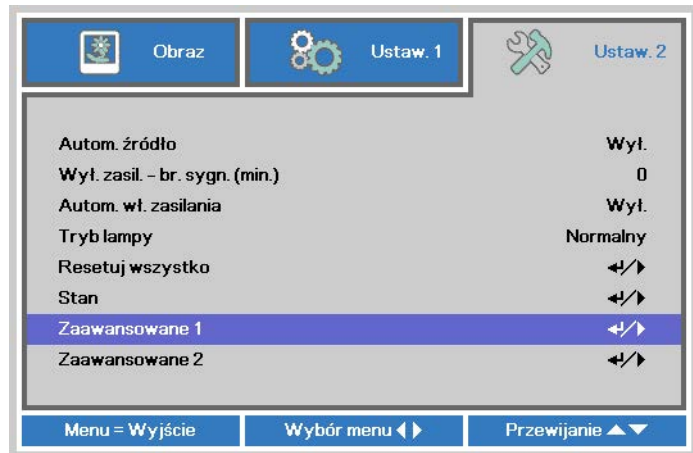 Obraz
Ustaw. 1
Ustaw. 2
Autom. źródło Wył.
Wył. zasil. – br. sygn. (min.) 0
Autom. wł. zasilania Wył.
Tryb lampy Normalny
Resetuj wszystko ↵/▶
Stan ↵/▶
Zaawansowane 1 ↵/▶
Zaawansowane 2 ↵/▶
Menu = Wyjście Wybór menu ◀ ▶ Przewijanie ▲▼